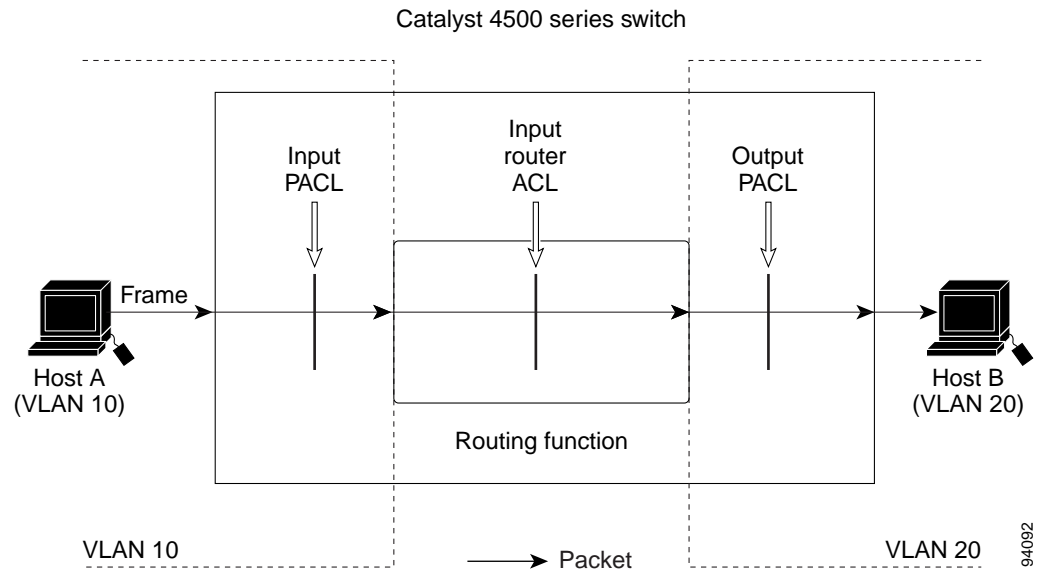 Catalyst 4500 series switch
Input
PACL
Input
router
ACL
Output
PACL
Frame
Host A
(VLAN 10)
Host B
(VLAN 20)
Routing function
VLAN 10
Packet
VLAN 20
94092